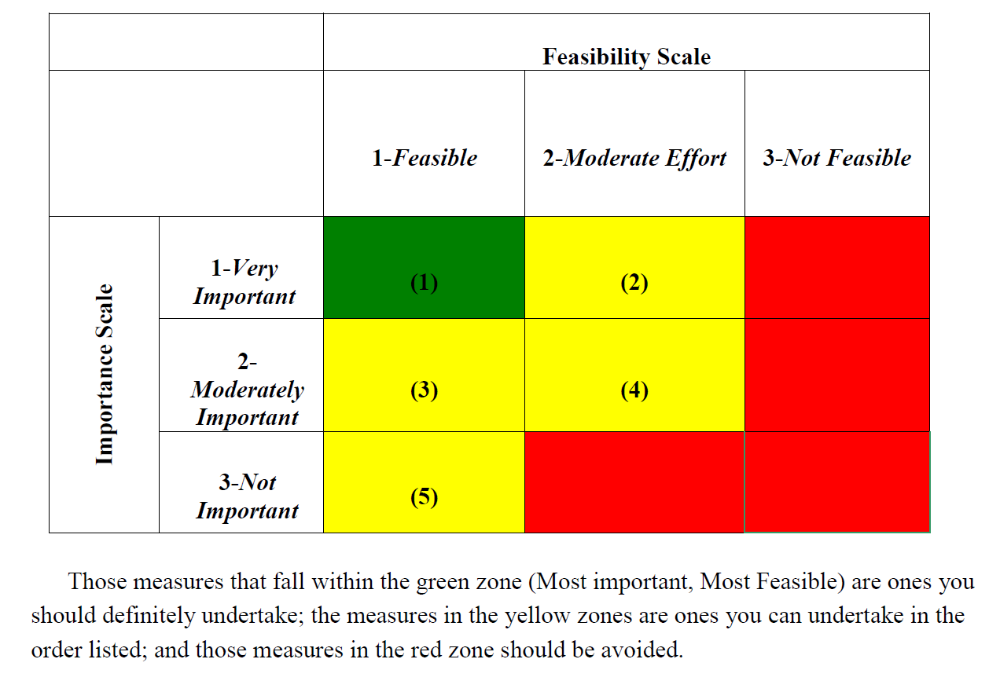 Feasibility Scale
1-Feasible
2-Moderate Effort
3-Not Feasible
Importance Scale
1-Very
Important
(1)
(2)
2-
Moderately
Important
(3)
(4)
3-Not
Important
(5)
Those measures that fall within the green zone (Most important, Most Feasible) are ones you
should definitely undertake; the measures in the yellow zones are ones you can undertake in the
order listed; and those measures in the red zone should be avoided.